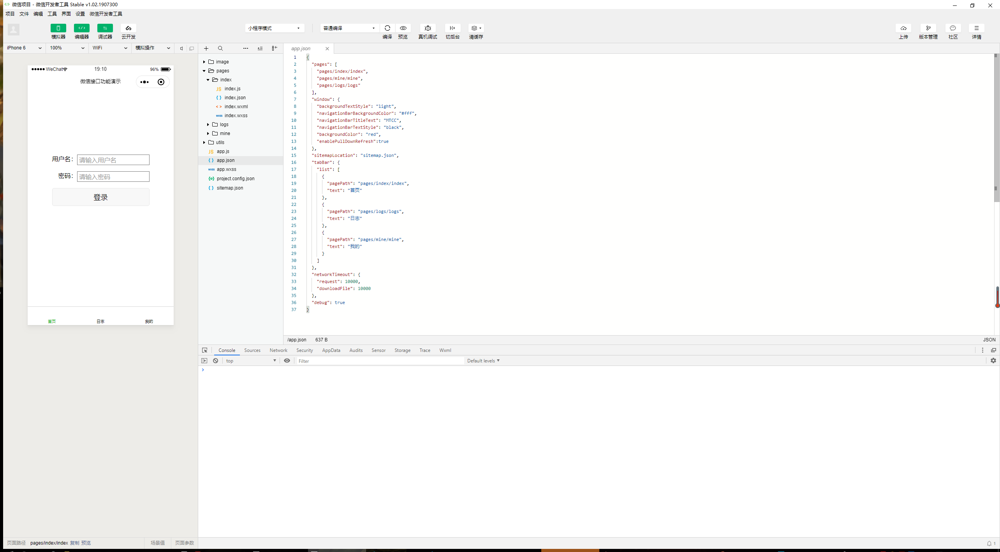 微信项目 - 微信开发者工具 Stable v1.02.1907300
项目 文件 编辑 工具 界面 设置 微信开发者工具
模拟器 编辑器 调试器 云开发
小程序模式
普通编译
编译 预览 真机调试 切后台 清缓存
上传 版本管理 社区 详情
iPhone 6 100% WiFi 模拟操作
WeChat 19:10 96%
微信接口功能演示
用户名： 请输入用户名
密码： 请输入密码
登录
首页 日志 我的
image
pages
index
JS index.js
{ } index.json
< > index.wxml
wxss index.wxss
logs
mine
utils
JS app.js
{ } app.json
wxss app.wxss
project.config.json
{ } sitemap.json
app.json
1 {
2 "pages": [
3 "pages/index/index",
4 "pages/mine/mine",
5 "pages/logs/logs"
6 ],
7 "window": {
8 "backgroundTextStyle": "light",
9 "navigationBarBackgroundColor": "#fff",
10 "navigationBarTitleText": "MTCC",
11 "navigationBarTextStyle": "black",
12 "backgroundColor": "red",
13 "enablePullDownRefresh":true
14 },
15 "sitemapLocation": "sitemap.json",
16 "tabBar": {
17 "list": [
18 {
19 "pagePath": "pages/index/index",
20 "text": "首页"
21 },
22 {
23 "pagePath": "pages/logs/logs",
24 "text": "日志"
25 },
26 {
27 "pagePath": "pages/mine/mine",
28 "text": "我的"
29 }
30 ]
31 },
32 "networkTimeout": {
33 "request": 10000,
34 "downloadFile": 10000
35 },
36 "debug": true
37 }
/app.json 637 B JSON
Console Sources Network Security AppData Audits Sensor Storage Trace Wxml
top Filter Default levels
页面路径 pages/index/index 复制 预览 场景值 页面参数
1